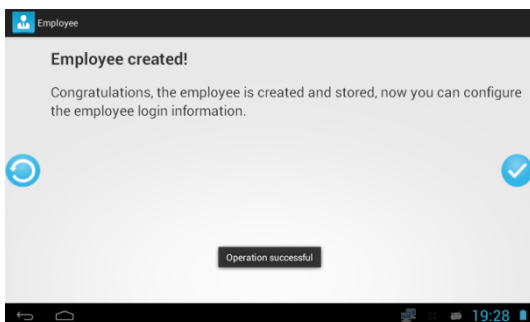 Employee
Employee created!
Congratulations, the employee is created and stored, now you can configure
the employee login information.
Operation successful
19:28